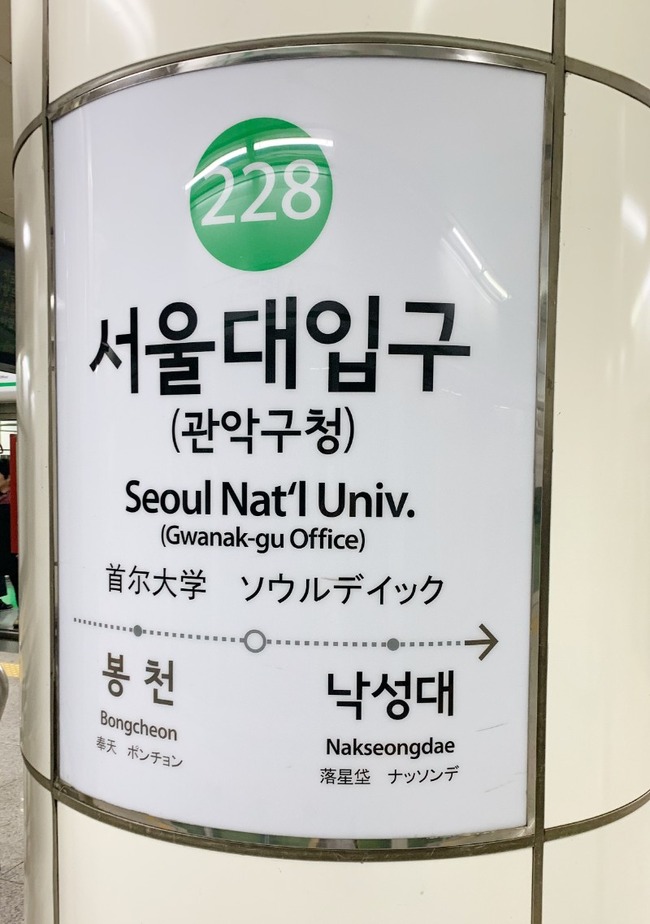 228
서울대입구
(관악구청)
Seoul Nat‘l Univ.
(Gwanak-gu Office)
首尔大学 ソウルデイック
봉천
낙성대
Bongcheon
Nakseongdae
奉天 ポンチョン
落星垈 ナッソンデ